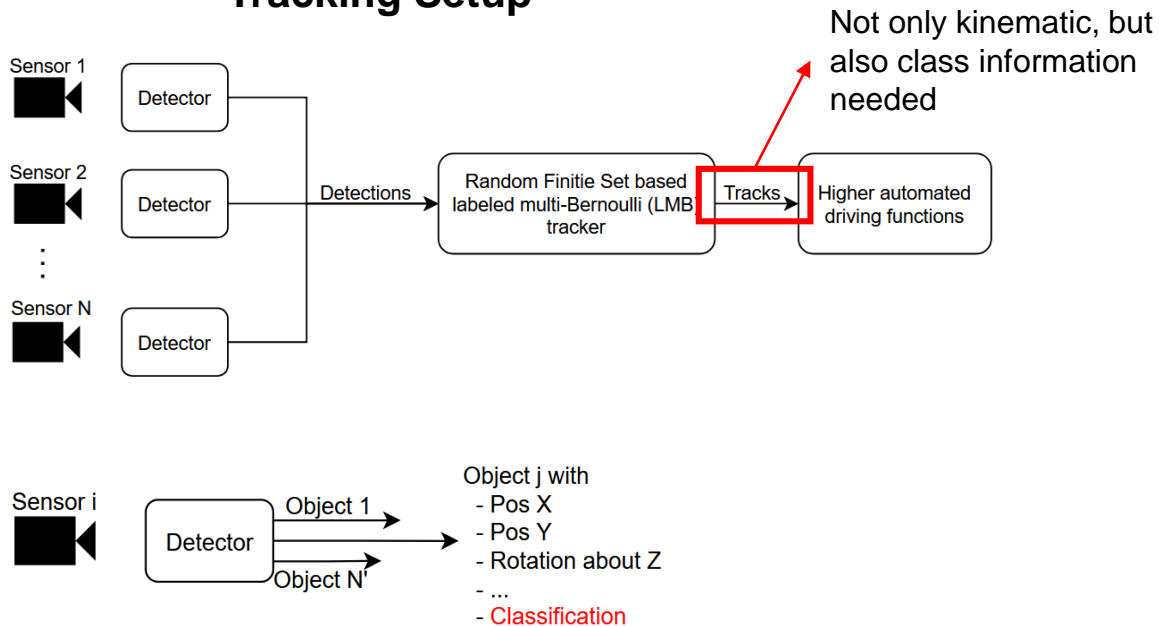 Tracking Setup
Not only kinematic, but
also class information
needed
Sensor 1
Detector
Sensor 2
Detector
Detections
Random Finitie Set based
labeled multi-Bernoulli (LMB)
tracker
Tracks
Higher automated
driving functions
Sensor N
Detector
Sensor i
Detector
Object 1
Object N'
Object j with
- Pos X
- Pos Y
- Rotation about Z
- ...
- Classification